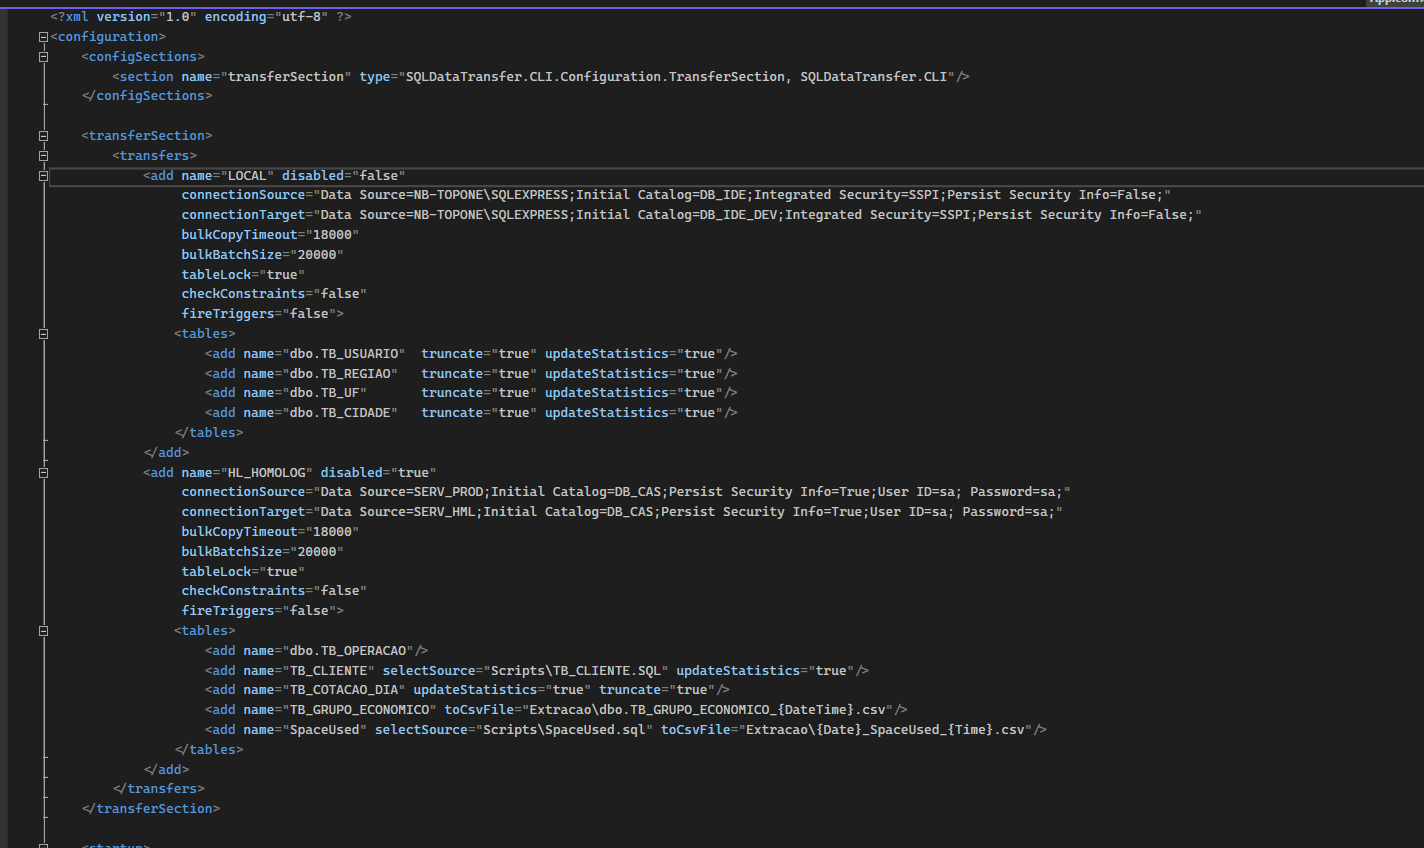 <?xml version="1.0" encoding="utf-8" ?>
<configuration>
    <configSections>
        <section name="transferSection" type="SQLDataTransfer.CLI.Configuration.TransferSection, SQLDataTransfer.CLI"/>
    </configSections>

    <transferSection>
        <transfers>
            <add name="LOCAL" disabled="false"
                 connectionSource="Data Source=NB-TOPONE\SQLEXPRESS;Initial Catalog=DB_IDE;Integrated Security=SSPI;Persist Security Info=False;"
                 connectionTarget="Data Source=NB-TOPONE\SQLEXPRESS;Initial Catalog=DB_IDE_DEV;Integrated Security=SSPI;Persist Security Info=False;"
                 bulkCopyTimeout="18000"
                 bulkBatchSize="20000"
                 tableLock="true"
                 checkConstraints="false"
                 fireTriggers="false">
                <tables>
                    <add name="dbo.TB_USUARIO"  truncate="true" updateStatistics="true"/>
                    <add name="dbo.TB_REGIAO"   truncate="true" updateStatistics="true"/>
                    <add name="dbo.TB_UF"       truncate="true" updateStatistics="true"/>
                    <add name="dbo.TB_CIDADE"   truncate="true" updateStatistics="true"/>
                </tables>
            </add>
            <add name="HL_HOMOLOG" disabled="true"
                 connectionSource="Data Source=SERV_PROD;Initial Catalog=DB_CAS;Persist Security Info=True;User ID=sa; Password=sa;"
                 connectionTarget="Data Source=SERV_HML;Initial Catalog=DB_CAS;Persist Security Info=True;User ID=sa; Password=sa;"
                 bulkCopyTimeout="18000"
                 bulkBatchSize="20000"
                 tableLock="true"
                 checkConstraints="false"
                 fireTriggers="false">
                <tables>
                    <add name="dbo.TB_OPERACAO"/>
                    <add name="TB_CLIENTE" selectSource="Scripts\TB_CLIENTE.SQL" updateStatistics="true"/>
                    <add name="TB_COTACAO_DIA" updateStatistics="true" truncate="true"/>
                    <add name="TB_GRUPO_ECONOMICO" toCsvFile="Extracao\dbo.TB_GRUPO_ECONOMICO_{DateTime}.csv"/>
                    <add name="SpaceUsed" selectSource="Scripts\SpaceUsed.sql" toCsvFile="Extracao\{Date}_SpaceUsed_{Time}.csv"/>
                </tables>
            </add>
        </transfers>
    </transferSection>

    <startup>